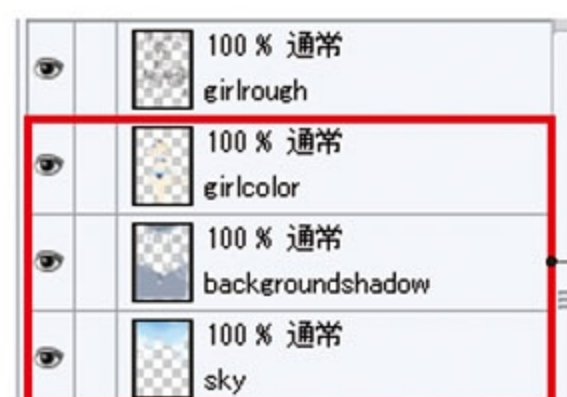 100 % 通常
girlrough
100 % 通常
girlcolor
100 % 通常
backgroundshadow
100 % 通常
sky